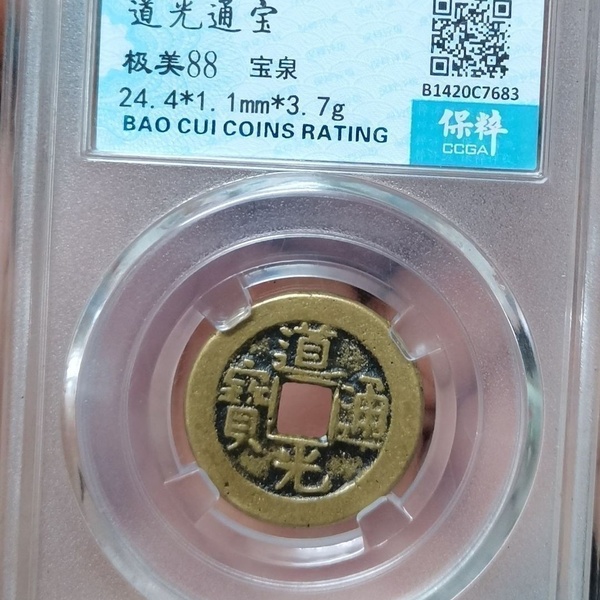 道光通宝
极美88 宝泉
24.4*1.1mm*3.7g
BAO CUI COINS RATING
B1420C7683
保粹
CCGA
道光通寶